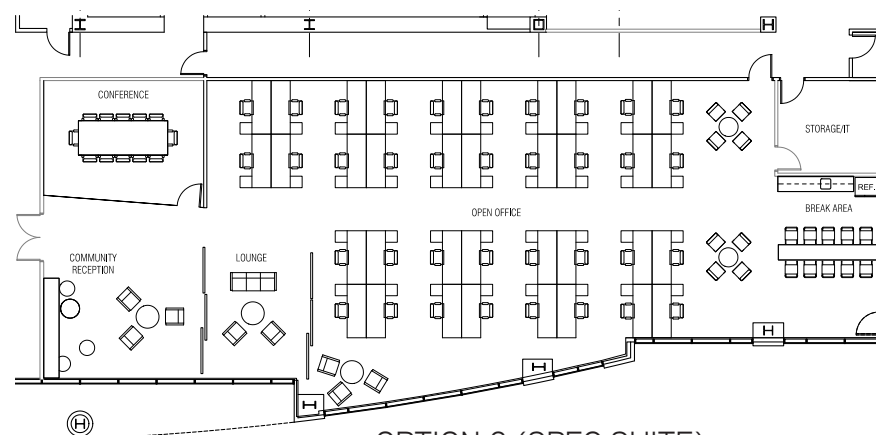 CONFERENCE
STORAGE/IT
REF.
OPEN OFFICE
BREAK AREA
COMMUNITY
RECEPTION
LOUNGE
H
H
H
H
H